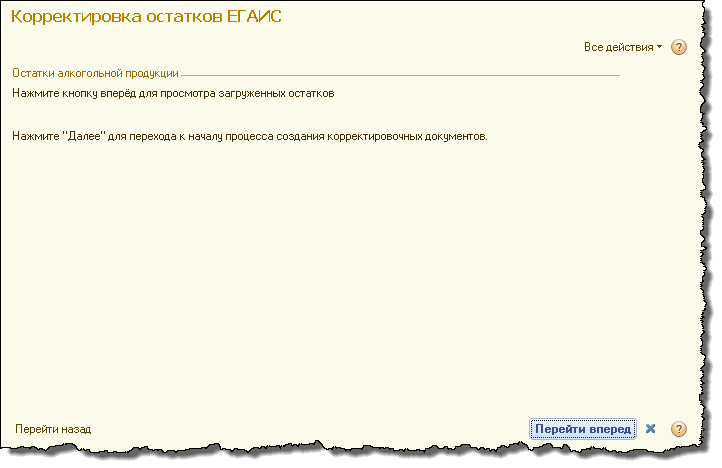 Корректировка остатков ЕГАИС
Все действия
Остатки алкогольной продукции
Нажмите кнопку вперёд для просмотра загруженных остатков
Нажмите "Далее" для перехода к началу процесса создания корректировочных документов.
Перейти назад
Перейти вперед